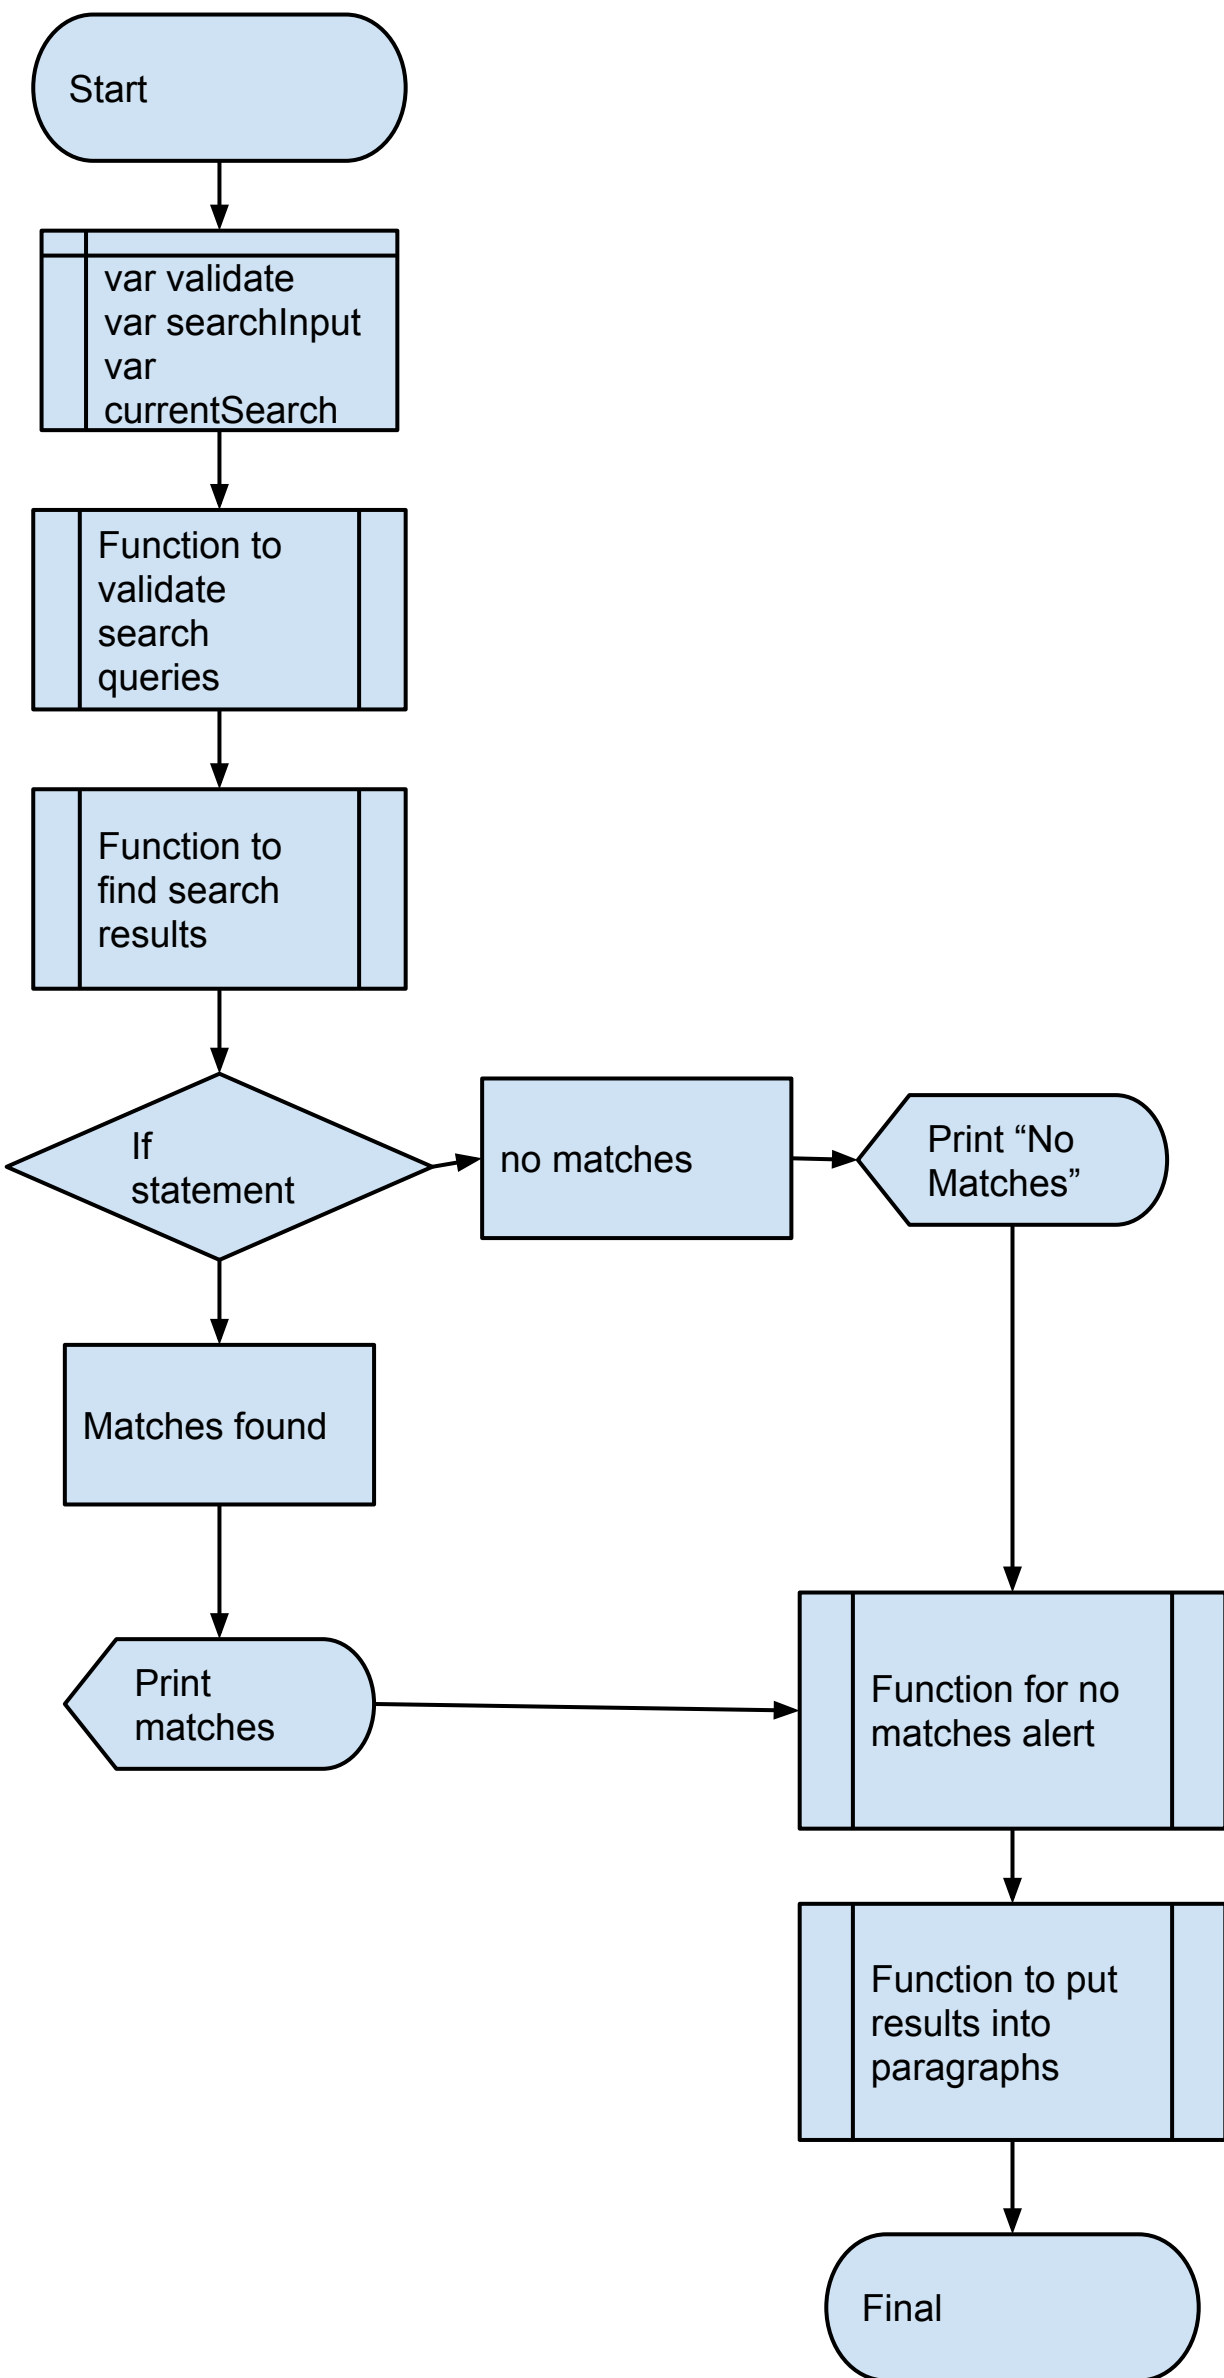 Start
var validate
var searchInput
var
currentSearch
Function to
validate
search
queries
Function to
find search
results
If
statement
no matches
Print “No
Matches”
Matches found
Print
matches
Function for no
matches alert
Function to put
results into
paragraphs
Final